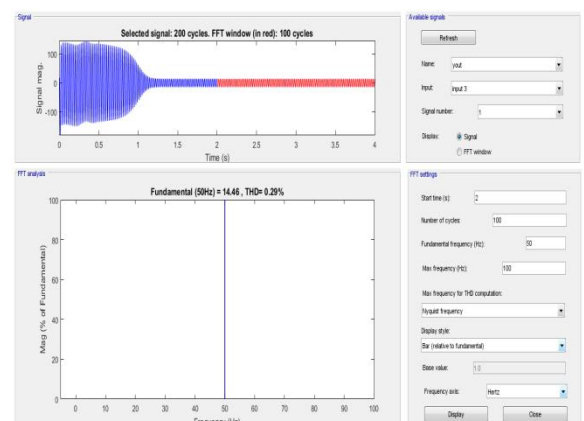 Signal
Selected signal: 200 cycles. FFT window (in red): 100 cycles
Signal mag.
100
0
-100
0 0.5 1 1.5 2 2.5 3 3.5 4
Time (s)
FFT analysis
Fundamental (50Hz) = 14.46 , THD= 0.29%
Mag (% of Fundamental)
100
80
60
40
20
0
0 10 20 30 40 50 60 70 80 90 100
Frequency (Hz)
Available signals
Refresh
Name: yout
Input: input 3
Signal number: 1
Display: Signal
FFT window
FFT settings
Start time (s): 2
Number of cycles: 100
Fundamental frequency (Hz): 50
Max frequency (Hz): 100
Max frequency for THD computation:
Nyquist frequency
Display style:
Bar (relative to fundamental)
Base value: 1.0
Frequency axis: Hertz
Display Close